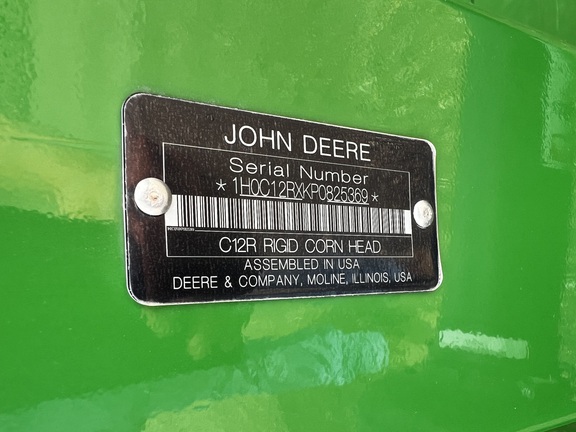 JOHN DEERE
Serial Number
*1H0C12RXKP0825369*
C12R RIGID CORN HEAD
ASSEMBLED IN USA
DEERE & COMPANY, MOLINE, ILLINOIS, USA